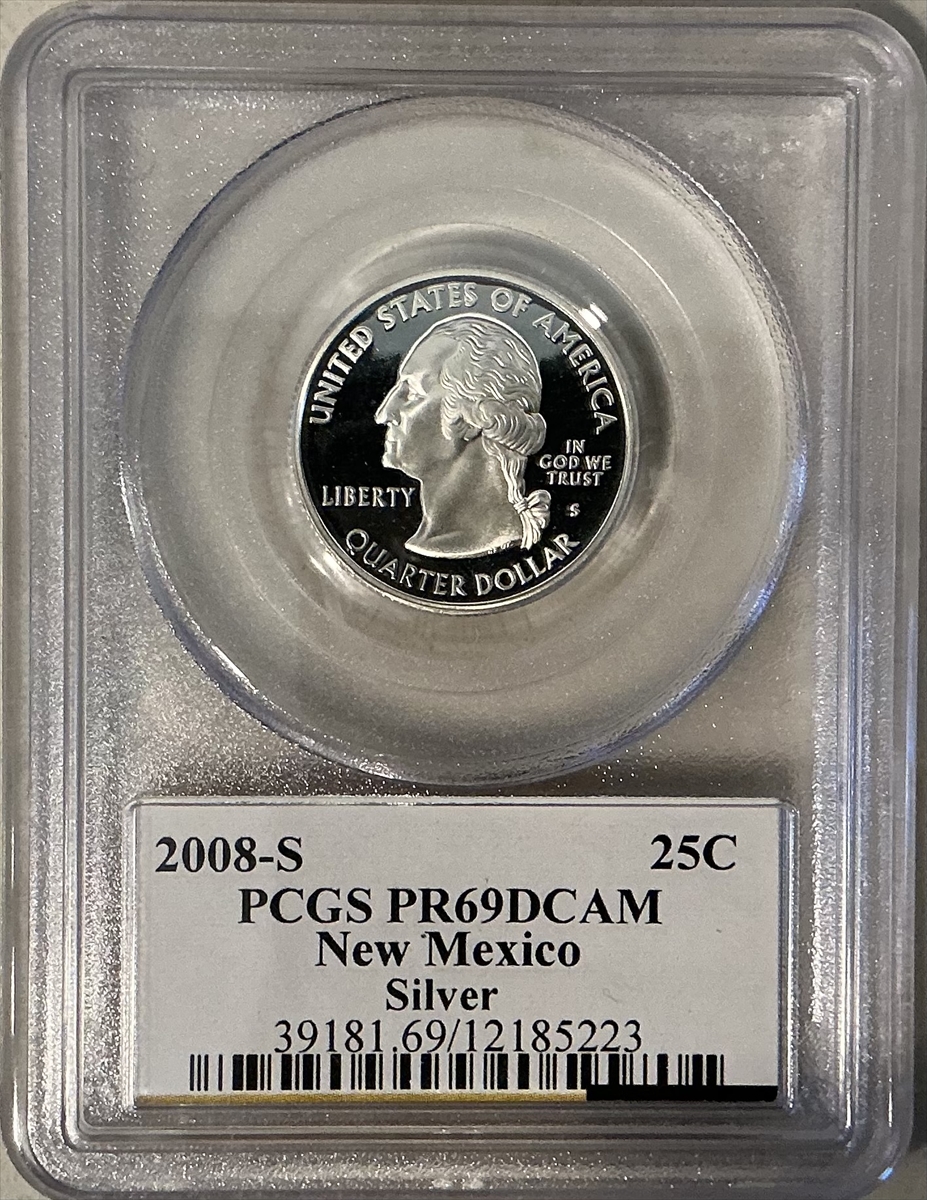 UNITED STATES OF AMERICA
LIBERTY
IN
GOD WE
TRUST
S
QUARTER DOLLAR
2008-S 25C
PCGS PR69DCAM
New Mexico
Silver
39181.69/12185223